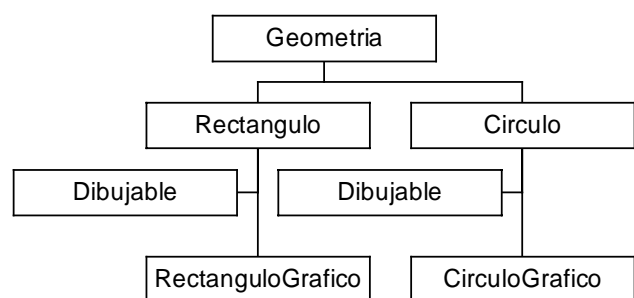 Geometria
Rectangulo
Circulo
Dibujable
Dibujable
RectanguloGrafico
CirculoGrafico